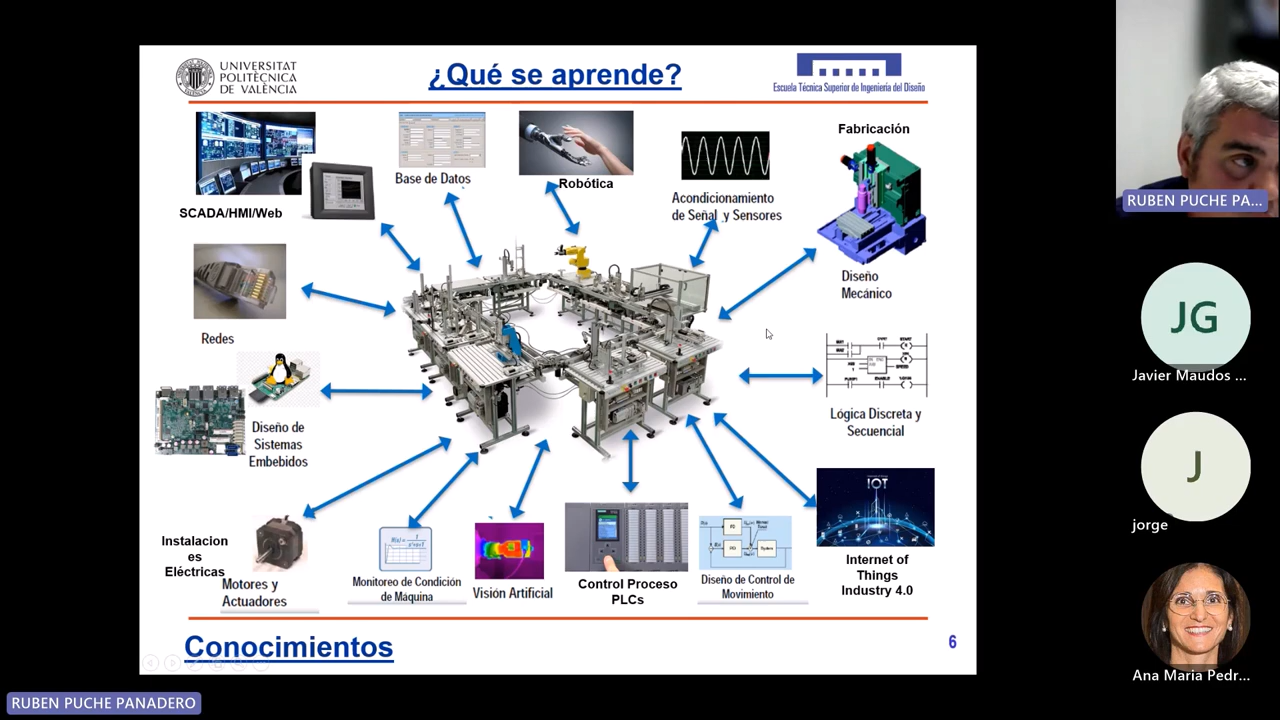 UNIVERSITAT
POLITÈCNICA
DE VALÈNCIA
¿Qué se aprende?
Escuela Técnica Superior de Ingeniería del Diseño
SCADA/HMI/Web
Base de Datos
Robótica
Acondicionamiento
de Señal y Sensores
Fabricación
Diseño
Mecánico
Redes
Diseño de
Sistemas
Embebidos
Lógica Discreta y
Secuencial
Instalacion
es
Eléctricas
Motores y
Actuadores
Monitoreo de Condición
de Máquina
Visión Artificial
Control Proceso
PLCs
Diseño de Control de
Movimiento
IOT
Internet of
Things
Industry 4.0
Conocimientos
6
RUBEN PUCHE PANADERO
RUBEN PUCHE PA...
JG
Javier Maudos ...
J
jorge
Ana Maria Pedr...